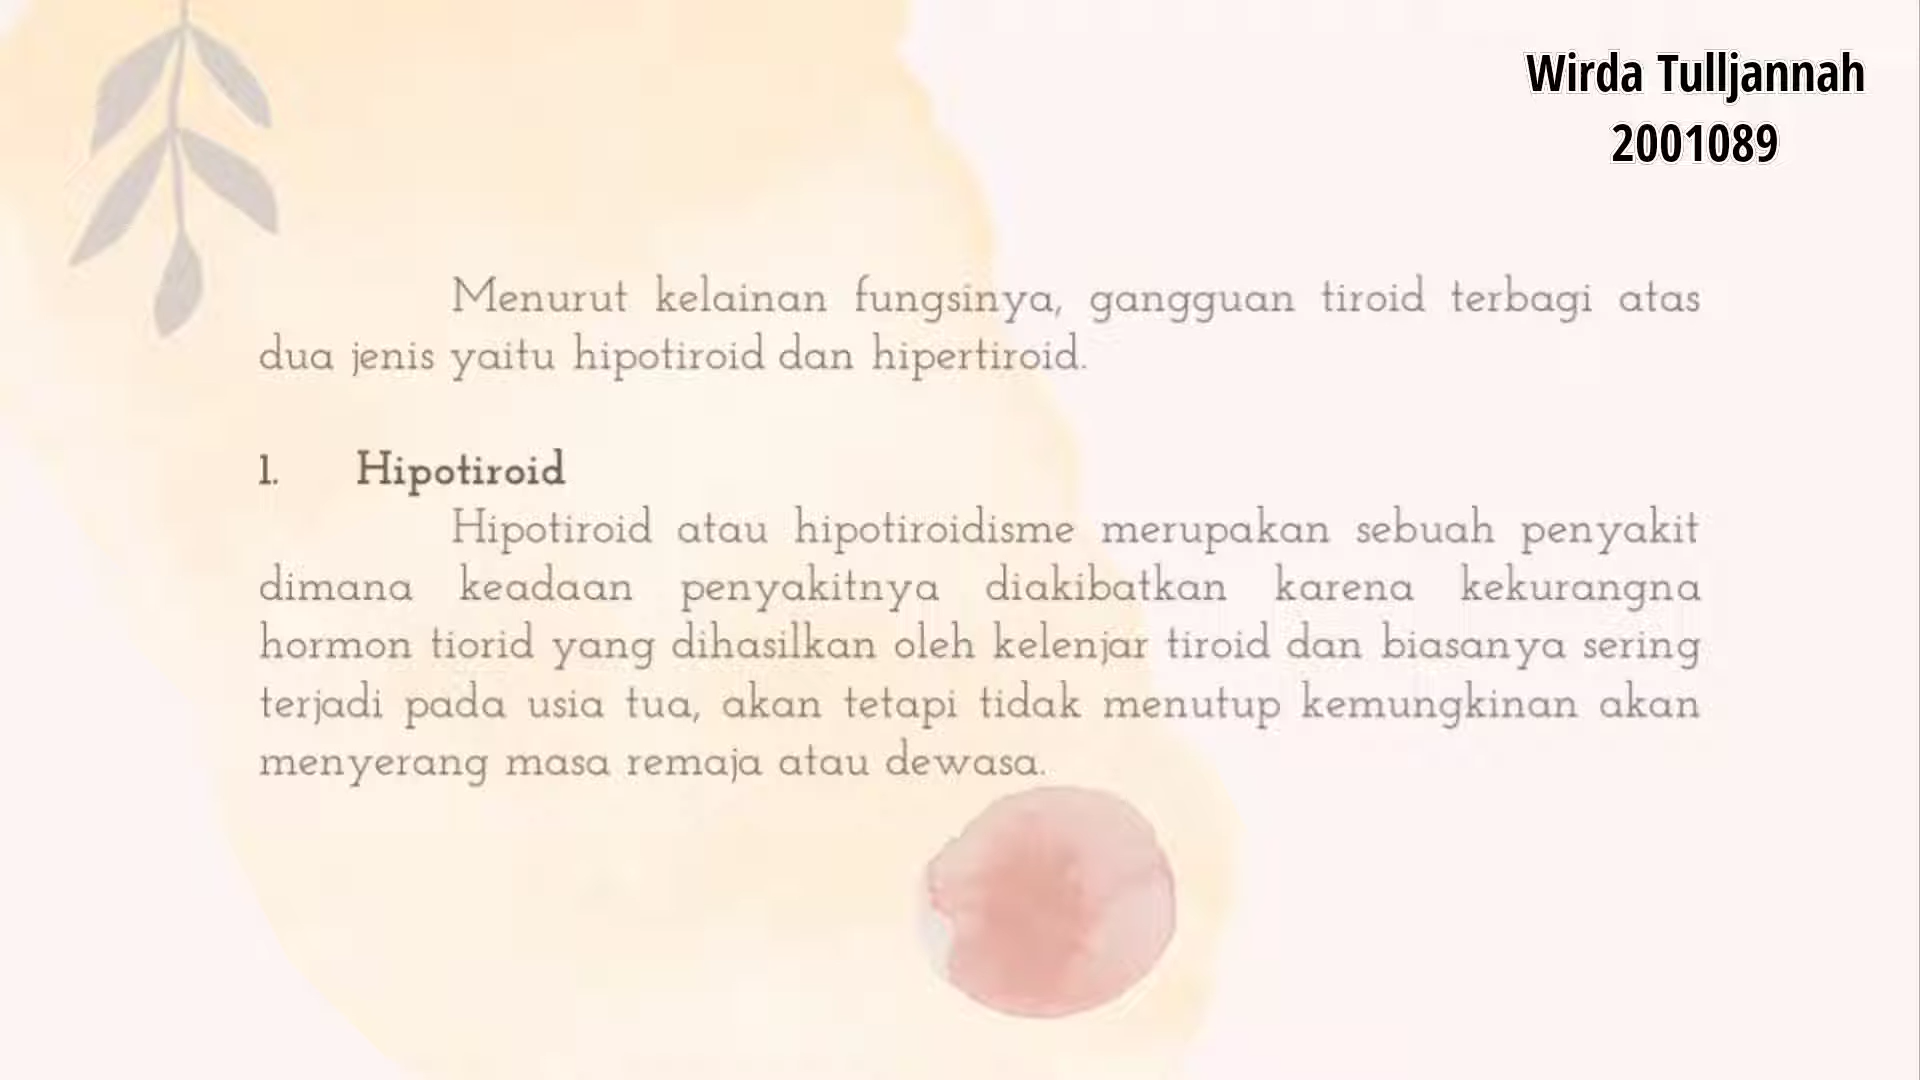 Wirda Tulljannah
2001089
Menurut kelainan fungsinya, gangguan tiroid terbagi atas
dua jenis yaitu hipotiroid dan hipertiroid.
1. Hipotiroid
Hipotiroid atau hipotiroidisme merupakan sebuah penyakit
dimana keadaan penyakitnya diakibatkan karena kekurangna
hormon tiorid yang dihasilkan oleh kelenjar tiroid dan biasanya sering
terjadi pada usia tua, akan tetapi tidak menutup kemungkinan akan
menyerang masa remaja atau dewasa.